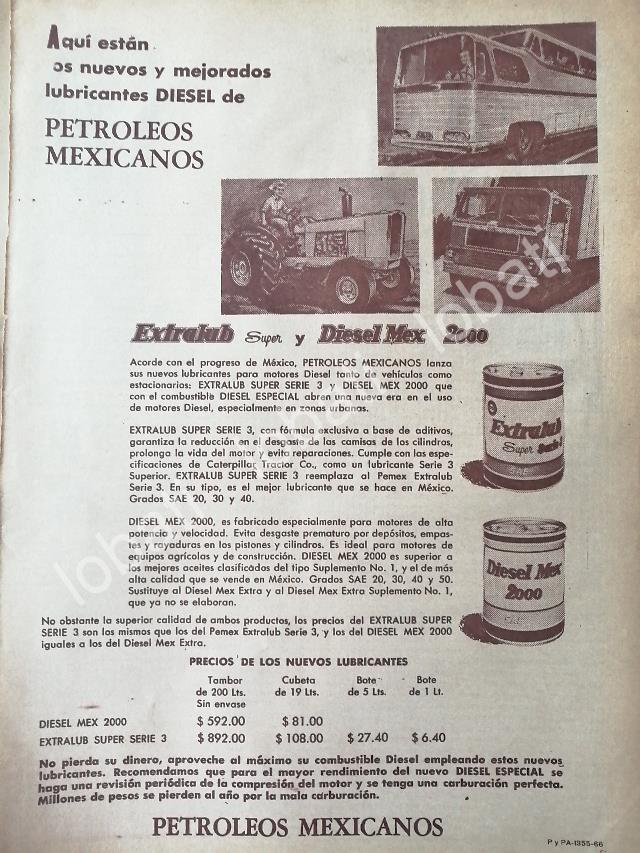 Aquí están
os nuevos y mejorados
lubricantes DIESEL de
PETROLEOS
MEXICANOS
Extralub Super y Diesel Mex 2000
Acorde con el progreso de México, PETROLEOS MEXICANOS lanza
sus nuevos lubricantes para motores Diesel tanto de vehículos como
estacionarios: EXTRALUB SUPER SERIE 3 y DIESEL MEX 2000 que
con el combustible DIESEL ESPECIAL abren una nueva era en el uso
de motores Diesel, especialmente en zonas urbanas.
EXTRALUB SUPER SERIE 3, con fórmula exclusiva a base de aditivos,
garantiza la reducción en el desgaste de las camisas de los cilindros,
prolonga la vida del motor y evita reparaciones. Cumple con las espe-
cificaciones de Caterpillar Tractor Co., como un lubricante Serie 3
Superior. EXTRALUB SUPER SERIE 3 reemplaza al Pemex Extralub
Serie 3. En su tipo, es el mejor lubricante que se hace en México.
Grados SAE 20, 30 y 40.
Extralub
Super Serie 3
SAE
DIESEL MEX 2000, es fabricado especialmente para motores de alta
potencia y velocidad. Evita desgaste prematuro por depósitos, empas-
tes y rayaduras en los pistones y cilindros. Es ideal para motores de
equipos agrícolas y de construcción. DIESEL MEX 2000 es superior a
los mejores aceites clasificados del tipo Suplemento No. 1, y el de más
alta calidad que se vende en México. Grados SAE 20, 30, 40 y 50.
Sustituye al Diesel Mex Extra y al Diesel Mex Extra Suplemento No. 1,
que ya no se elaboran.
Diesel Mex
2000
SAE
No obstante la superior calidad de ambos productos, los precios del EXTRALUB SUPER
SERIE 3 son los mismos que los del Pemex Extralub Serie 3, y los del DIESEL MEX 2000
iguales a los del Diesel Mex Extra.
PRECIOS DE LOS NUEVOS LUBRICANTES
Tambor Cubeta Bote Bote
de 200 Lts. de 19 Lts. de 5 Lts. de 1 Lt.
Sin envase
DIESEL MEX 2000 $ 592.00 $ 81.00
EXTRALUB SUPER SERIE 3 $ 892.00 $ 108.00 $ 27.40 $ 6.40
No pierda su dinero, aproveche al máximo su combustible Diesel empleando estos nuevos
lubricantes. Recomendamos que para el mayor rendimiento del nuevo DIESEL ESPECIAL se
haga una revisión periódica de la compresión del motor y se tenga una carburación perfecta.
Millones de pesos se pierden al año por la mala carburación.
PETROLEOS MEXICANOS
P y PA-1355-66